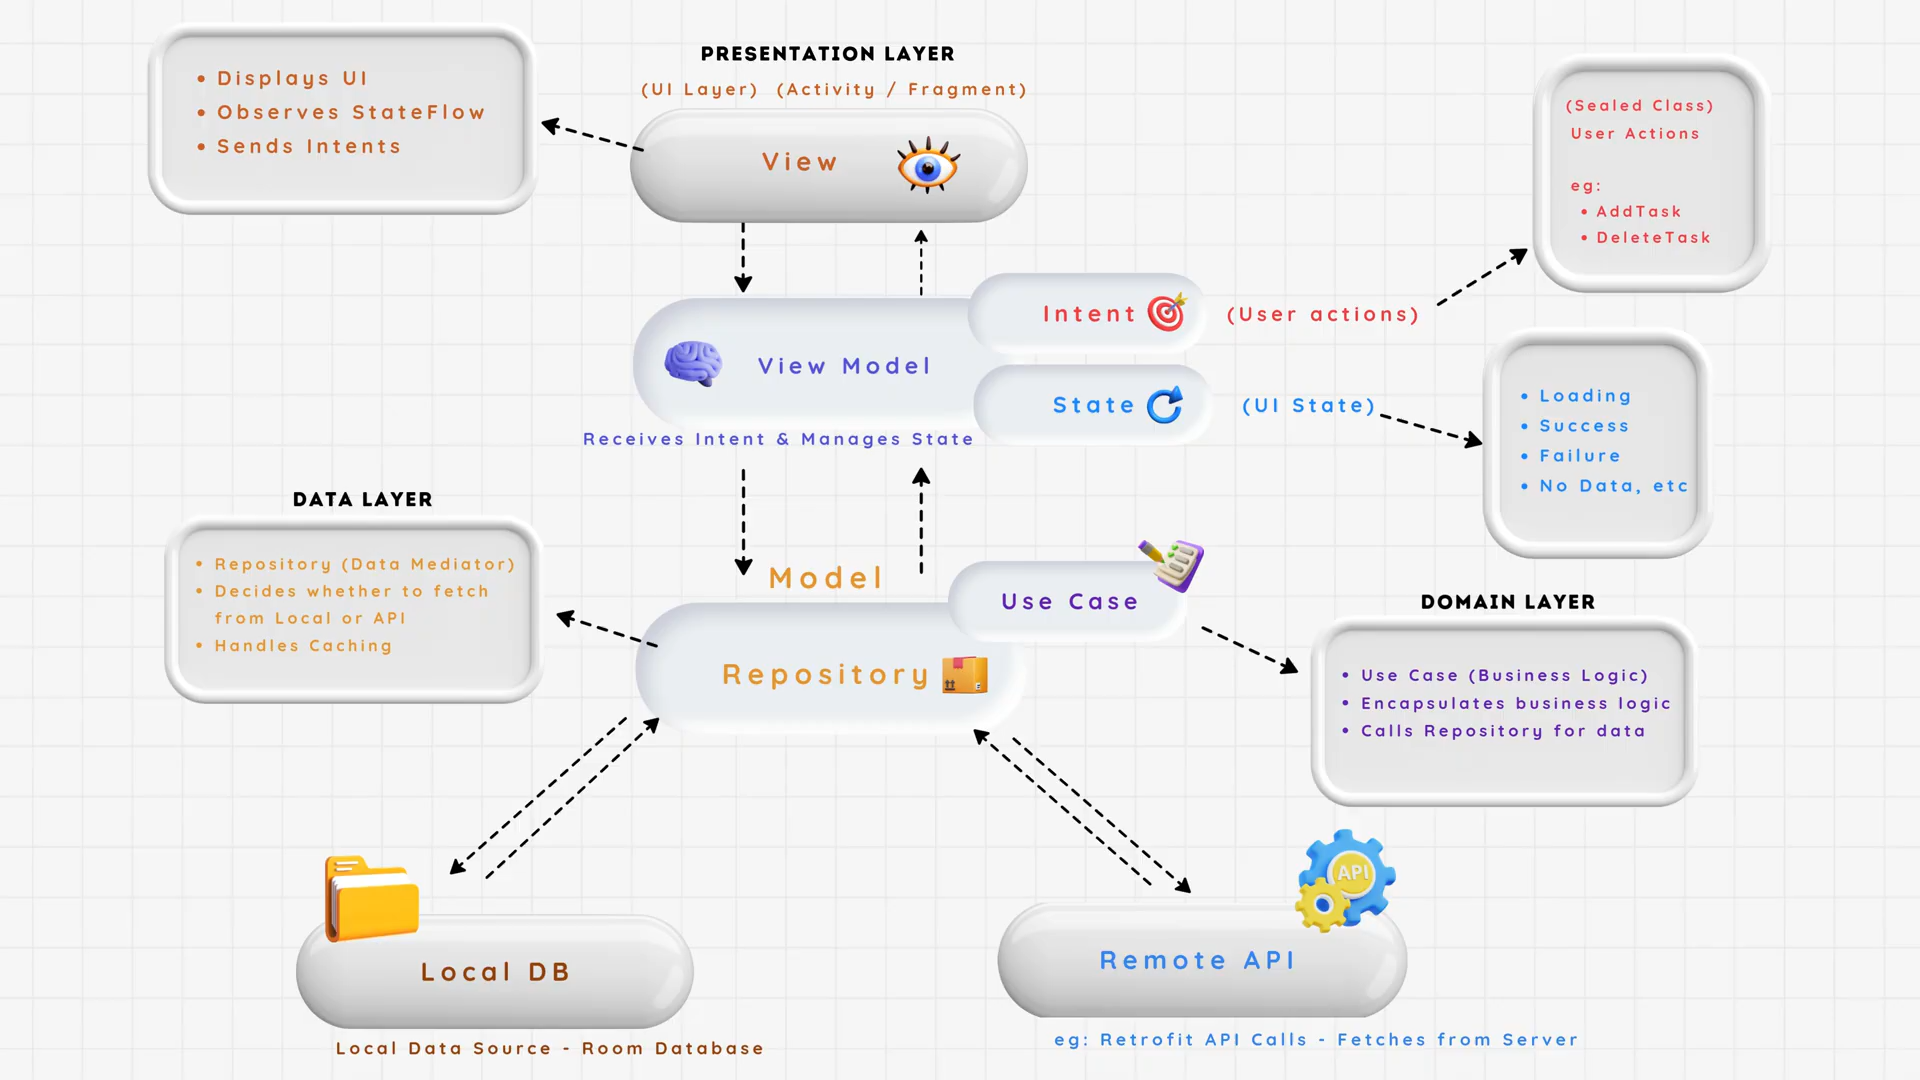 PRESENTATION LAYER
(UI Layer) (Activity / Fragment)
• Displays UI
• Observes StateFlow
• Sends Intents
View
(Sealed Class)
User Actions
eg:
• AddTask
• DeleteTask
Intent
(User actions)
View Model
State
(UI State)
Receives Intent & Manages State
• Loading
• Success
• Failure
• No Data, etc
DATA LAYER
• Repository (Data Mediator)
• Decides whether to fetch
from Local or API
• Handles Caching
Model
Use Case
Repository
DOMAIN LAYER
• Use Case (Business Logic)
• Encapsulates business logic
• Calls Repository for data
API
Local DB
Remote API
Local Data Source - Room Database
eg: Retrofit API Calls - Fetches from Server